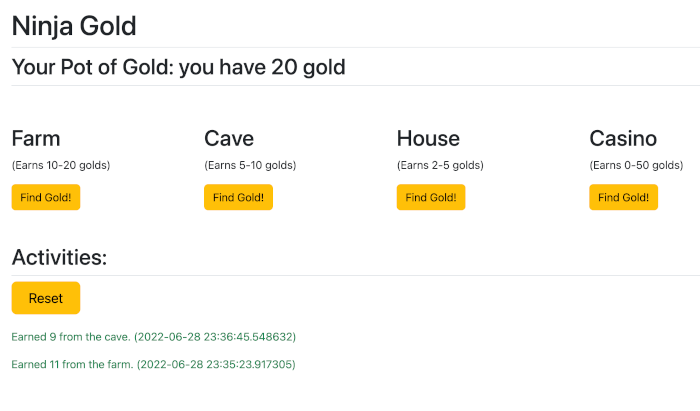 Ninja Gold
Your Pot of Gold: you have 20 gold
Farm
(Earns 10-20 golds)
Find Gold!
Cave
(Earns 5-10 golds)
Find Gold!
House
(Earns 2-5 golds)
Find Gold!
Casino
(Earns 0-50 golds)
Find Gold!
Activities:
Reset
Earned 9 from the cave. (2022-06-28 23:36:45.548632)
Earned 11 from the farm. (2022-06-28 23:35:23.917305)